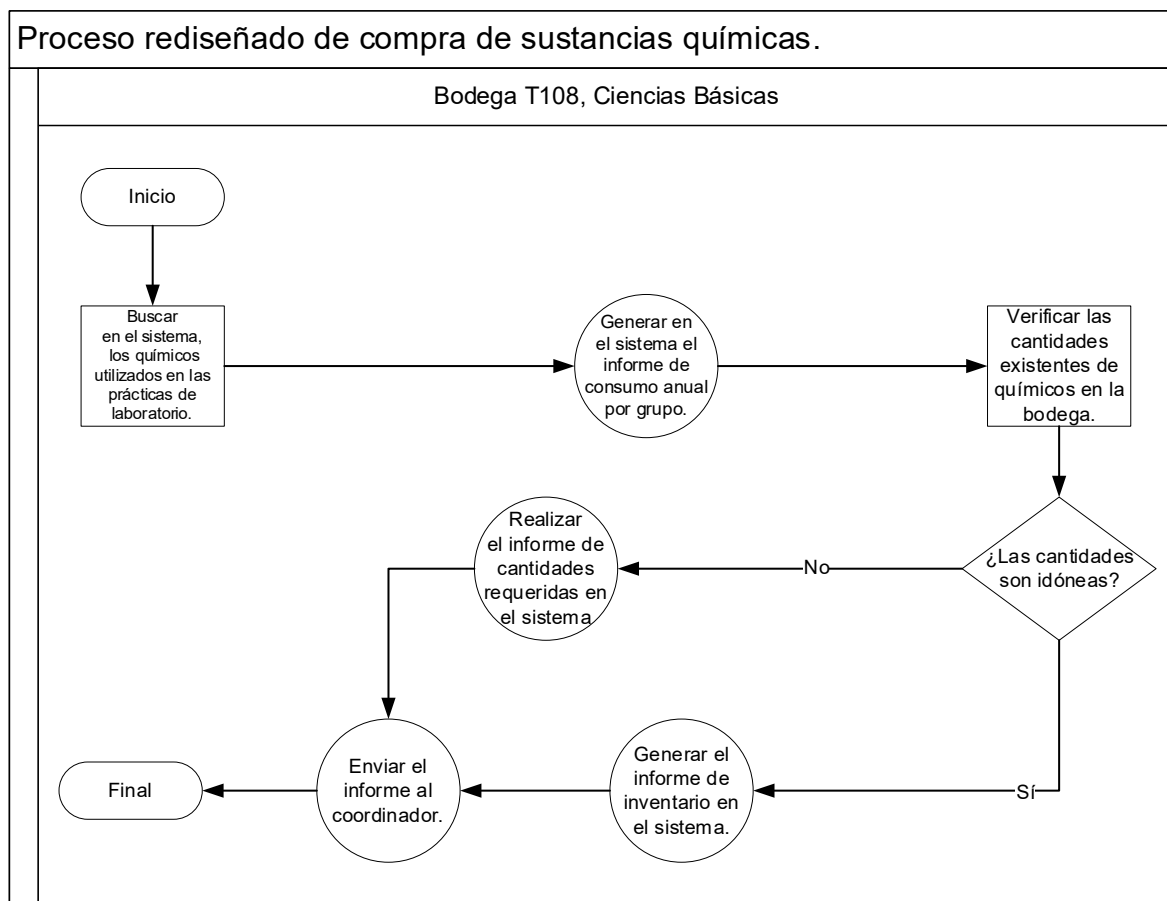 Proceso rediseñado de compra de sustancias químicas.
Bodega T108, Ciencias Básicas
Inicio
Buscar
en el sistema,
los químicos
utilizados en las
prácticas de
laboratorio.
Generar en
el sistema el
informe de
consumo anual
por grupo.
Verificar las
cantidades
existentes de
químicos en la
bodega.
¿Las cantidades
son idóneas?
No
Realizar
el informe de
cantidades
requeridas en
el sistema
Sí
Generar el
informe de
inventario en
el sistema.
Enviar el
informe al
coordinador.
Final